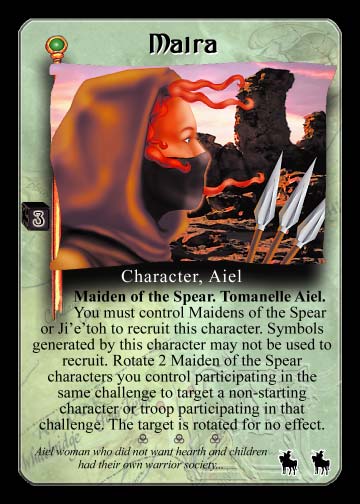 Maira
3
Character, Aiel
Maiden of the Spear. Tomanelle Aiel.
You must control Maidens of the Spear
or Ji'e'toh to recruit this character. Symbols
generated by this character may not be used to
recruit. Rotate 2 Maiden of the Spear
characters you control participating in the
same challenge to target a non-starting
character or troop participating in that
challenge. The target is rotated for no effect.
Aiel woman who did not want hearth and children
had their own warrior society....